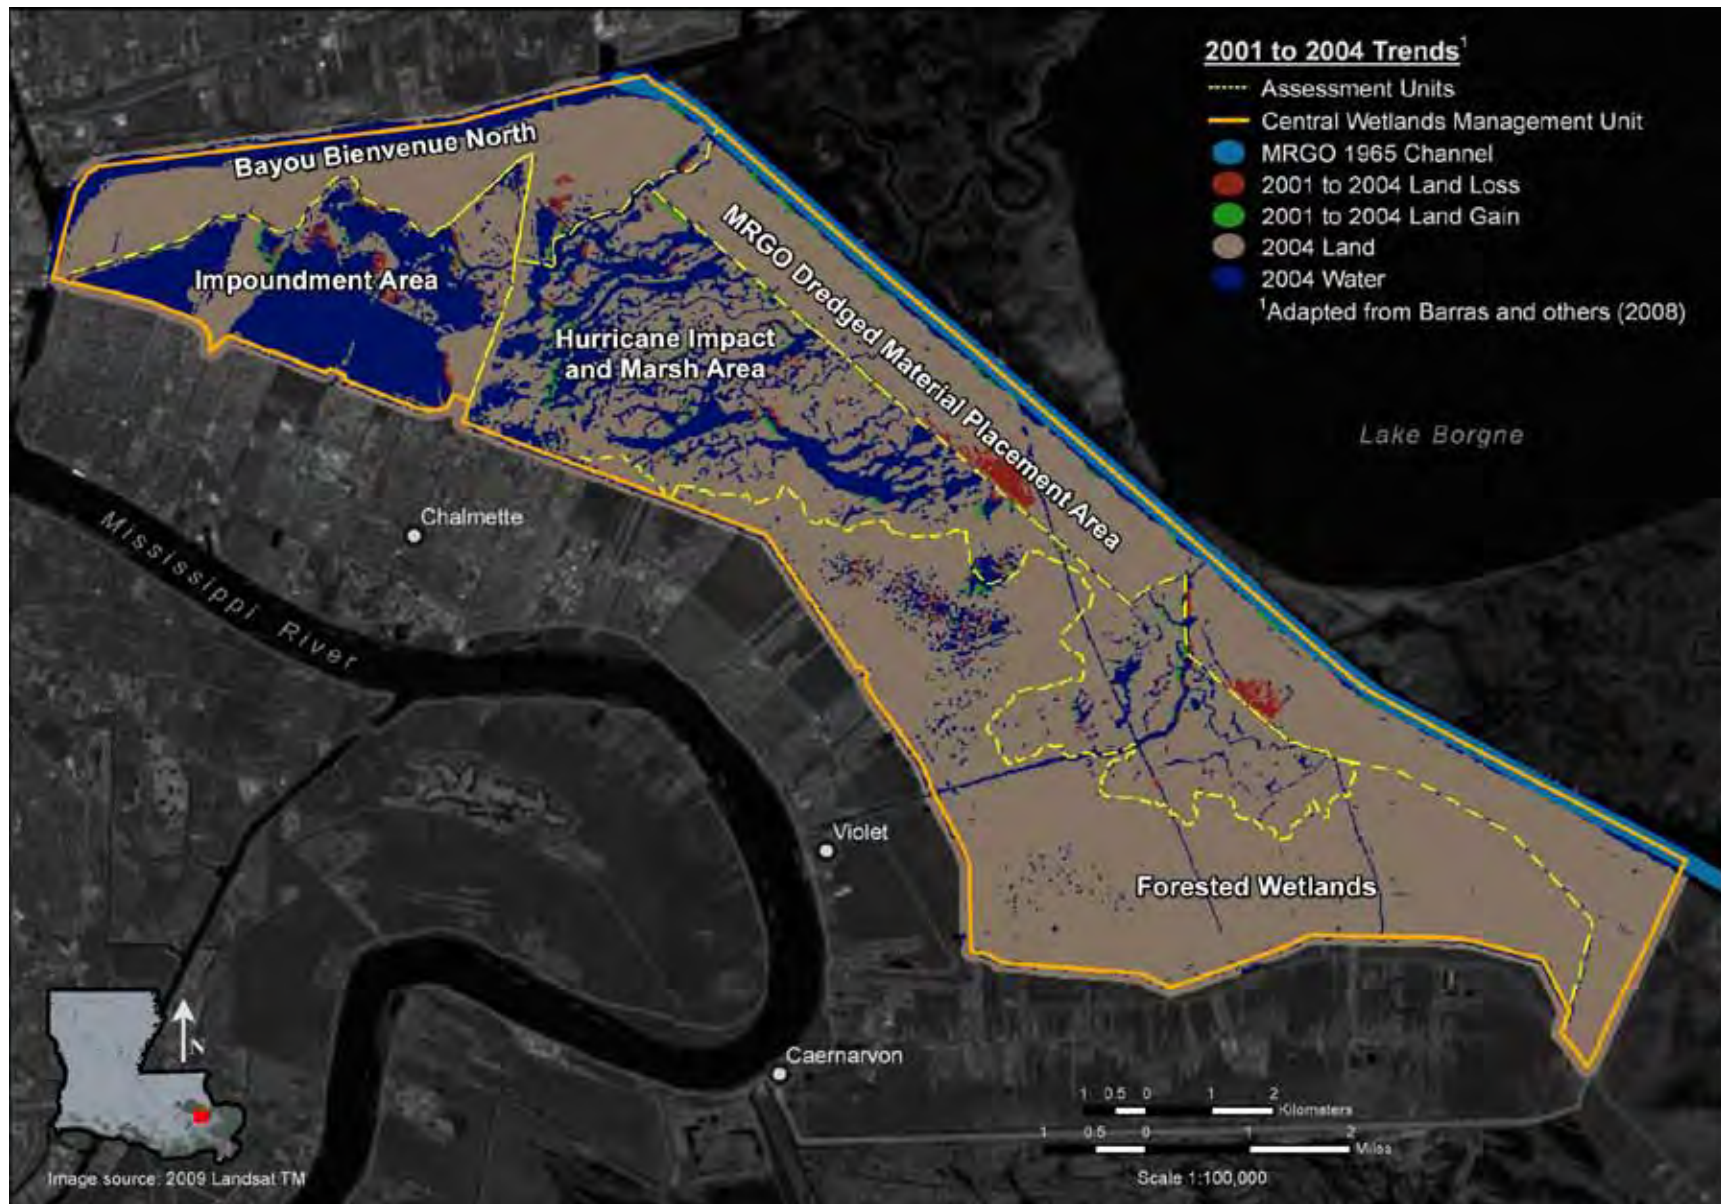 2001 to 2004 Trends1
Assessment Units
Central Wetlands Management Unit
MRGO 1965 Channel
2001 to 2004 Land Loss
2001 to 2004 Land Gain
2004 Land
2004 Water
1Adapted from Barras and others (2008)
Bayou Bienvenue North
Impoundment Area
Hurricane Impact
and Marsh Area
MRGO Dredged Material Placement Area
Lake Borgne
Chalmette
Mississippi River
Violet
Forested Wetlands
Caernarvon
N
1 0.5 0 1 2
Kilometers
1 0.5 0 1 2
Miles
Scale 1:100,000
Image source: 2009 Landsat TM